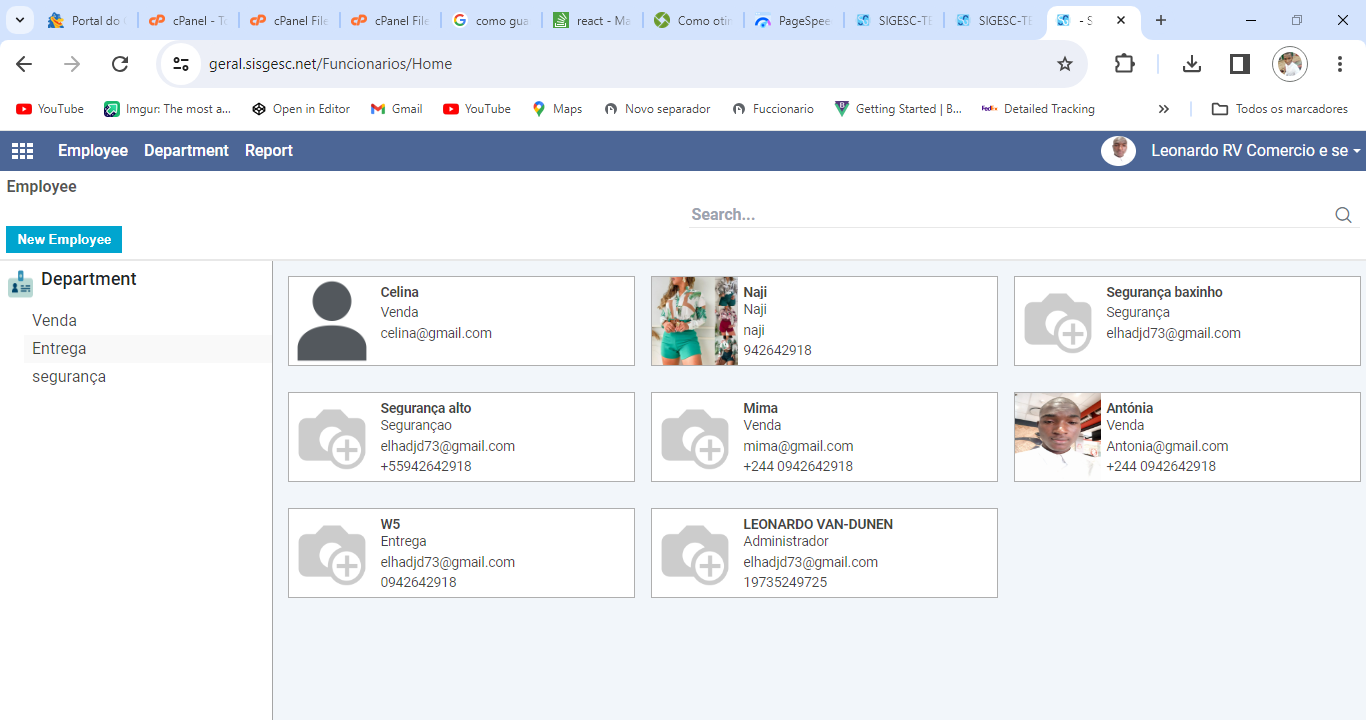 Portal do
cPanel - To
cPanel File
cPanel File
como gua
react - Ma
Como otin
PageSpee
SIGESC-TE
SIGESC-TE
- S
geral.sisgesc.net/Funcionarios/Home
YouTube
Imgur: The most a...
Open in Editor
Gmail
YouTube
Maps
Novo separador
Fuccionario
Getting Started | B...
FedEx
Detailed Tracking
Todos os marcadores
Employee Department Report
Leonardo RV Comercio e se
Employee
Search...
New Employee
Department
Venda
Entrega
segurança
Celina
Venda
celina@gmail.com
Naji
Naji
naji
942642918
Segurança baxinho
Segurança
elhadjd73@gmail.com
Segurança alto
Segurançao
elhadjd73@gmail.com
+55942642918
Mima
Venda
mima@gmail.com
+244 0942642918
Antónia
Venda
Antonia@gmail.com
+244 0942642918
W5
Entrega
elhadjd73@gmail.com
0942642918
LEONARDO VAN-DUNEN
Administrador
elhadjd73@gmail.com
19735249725